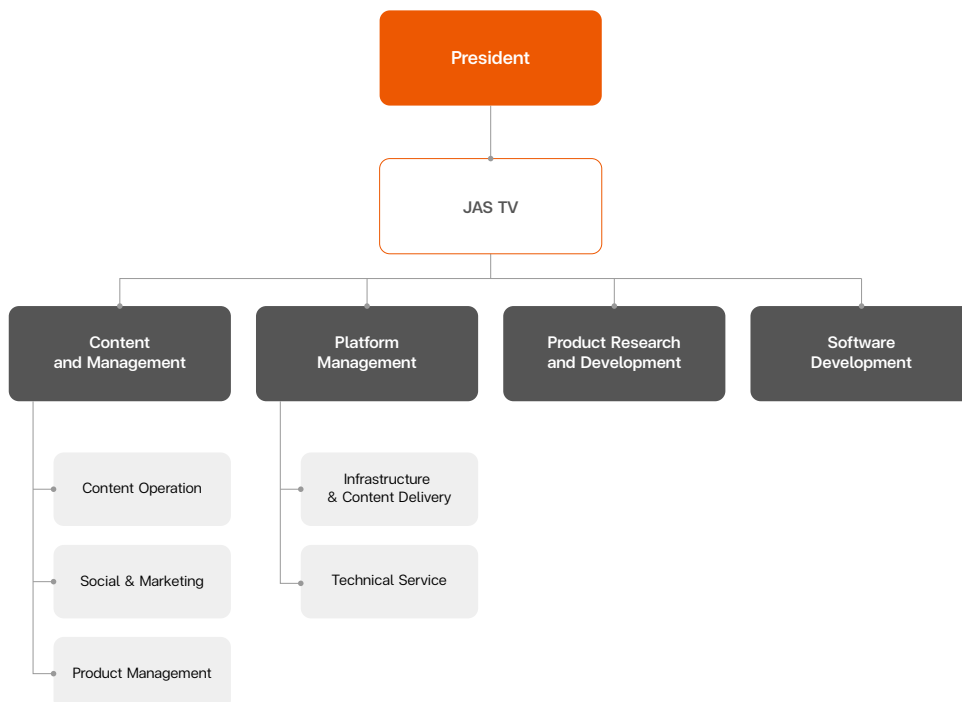 President
JAS TV
Content
and Management
Platform
Management
Product Research
and Development
Software
Development
Content Operation
Infrastructure
& Content Delivery
Social & Marketing
Technical Service
Product Management